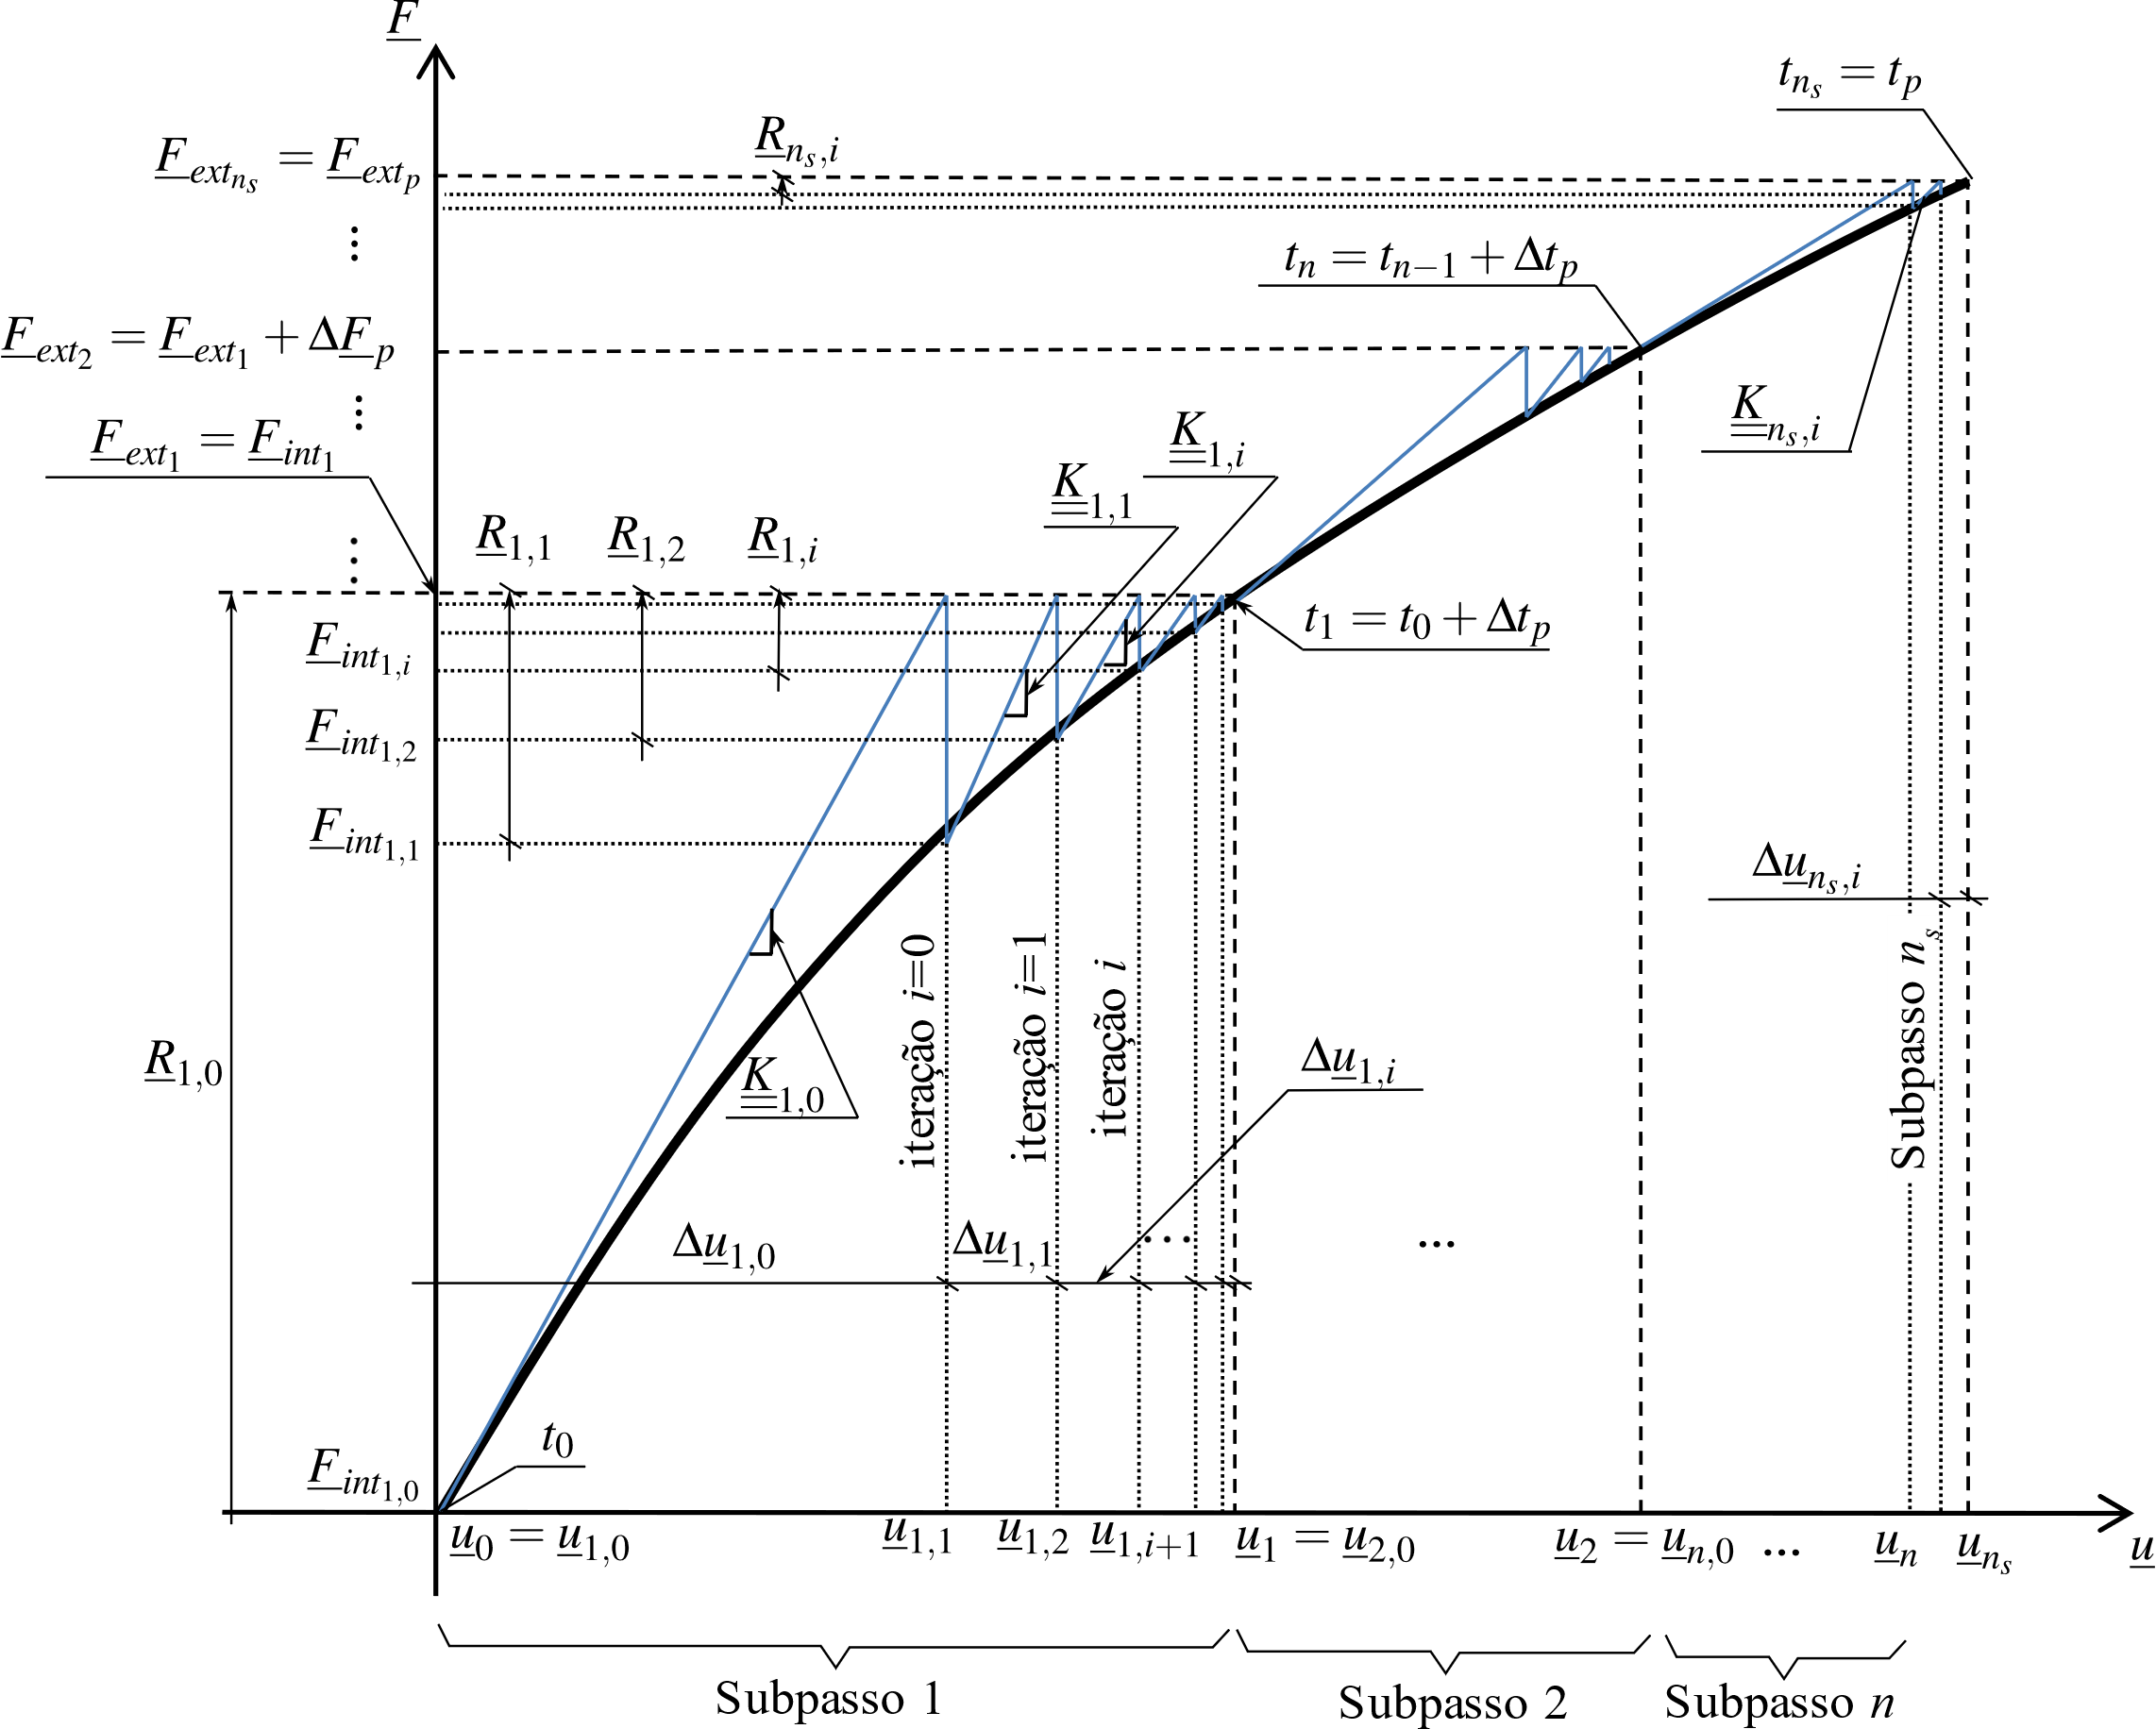 F
t_{n_s} = t_p
R_{n_s,i}
F_{ext_{n_s}} = F_{ext_p}
⋮
t_n = t_{n−1} + Δt_p
F_{ext_2} = F_{ext_1} + ΔF_p
⋮
K_{n_s,i}
F_{ext_1} = F_{int_1}
K_{1,i}
K_{1,1}
⋮
R_{1,1}
R_{1,2}
R_{1,i}
t_1 = t_0 + Δt_p
F_{int_{1,i}}
F_{int_{1,2}}
F_{int_{1,1}}
Δu_{n_s,i}
iteração i=0
iteração i=1
iteração i
Subpasso n_s
R_{1,0}
K_{1,0}
Δu_{1,i}
Δu_{1,0}
Δu_{1,1}
...
...
t_0
F_{int_{1,0}}
u_0 = u_{1,0}
u_{1,1}
u_{1,2}
u_{1,i+1}
u_1 = u_{2,0}
u_2 = u_{n,0}
...
u_n
u_{n_s}
u
Subpasso 1
Subpasso 2
Subpasso n